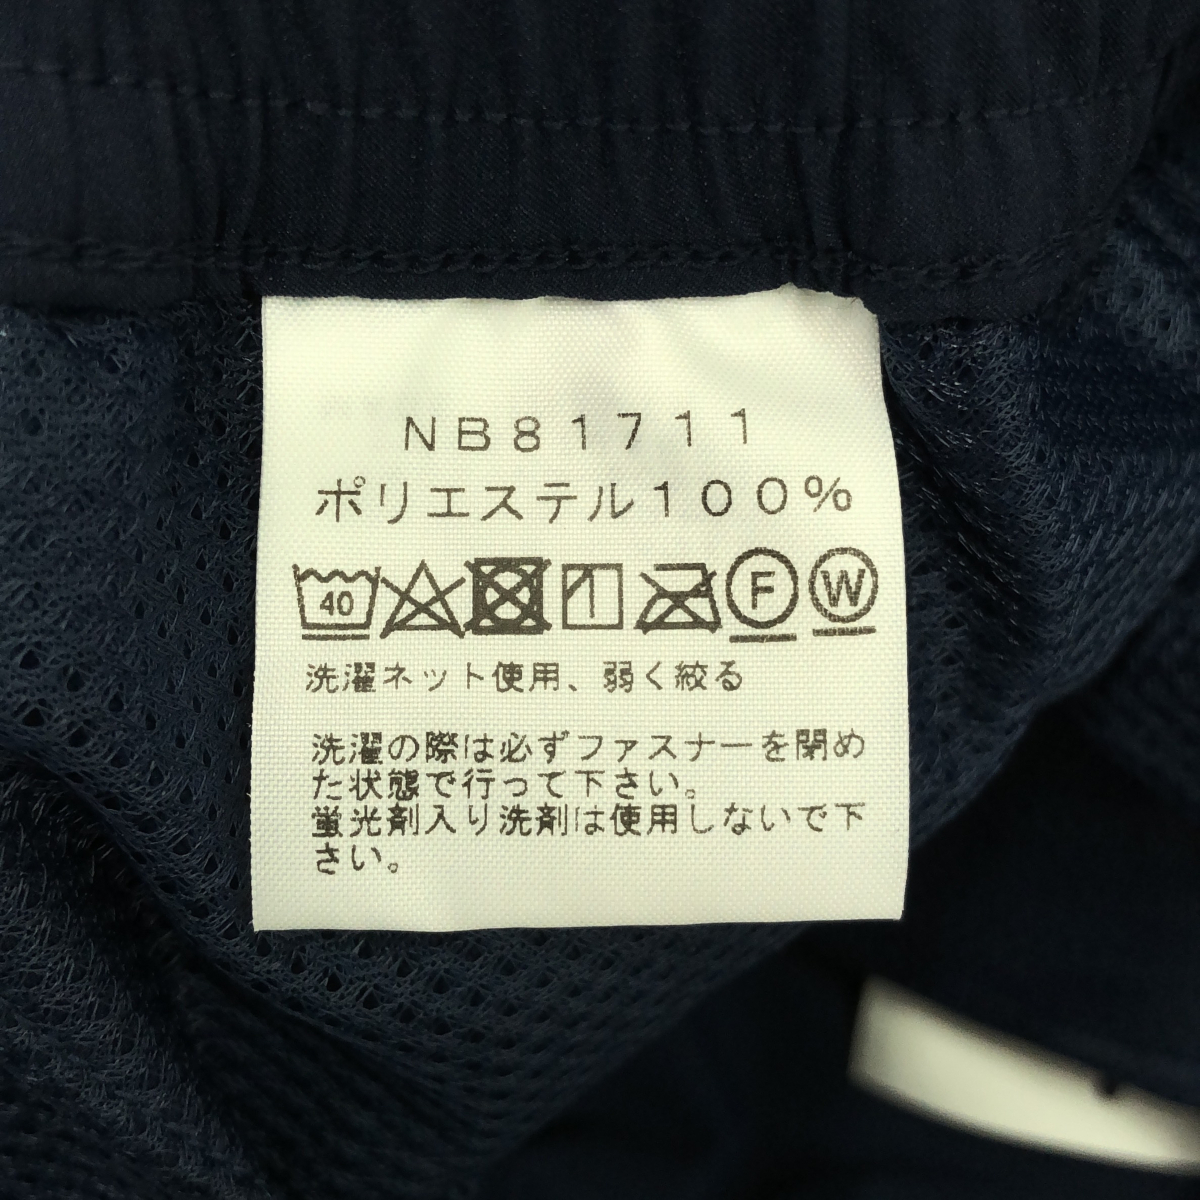 NB81711
ポリエステル100%
40 F W
洗濯ネット使用、弱く絞る
洗濯の際は必ずファスナーを閉め
た状態で行って下さい。
蛍光剤入り洗剤は使用しないで下
さい。